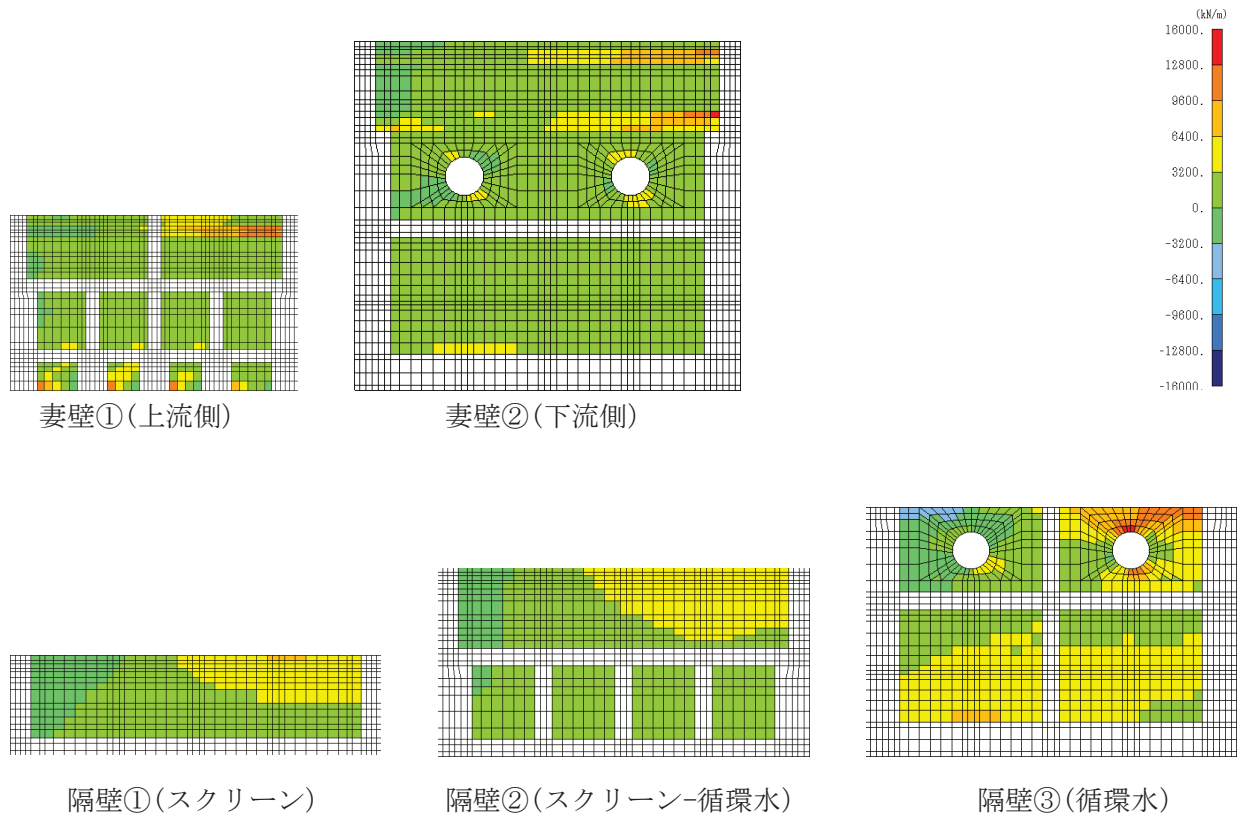 (kN/m)
16000.
12800.
9600.
6400.
3200.
0.
-3200.
-6400.
-9600.
-12800.
-16000.
妻壁①(上流側)
妻壁②(下流側)
隔壁①(スクリーン)
隔壁②(スクリーン-循環水)
隔壁③(循環水)